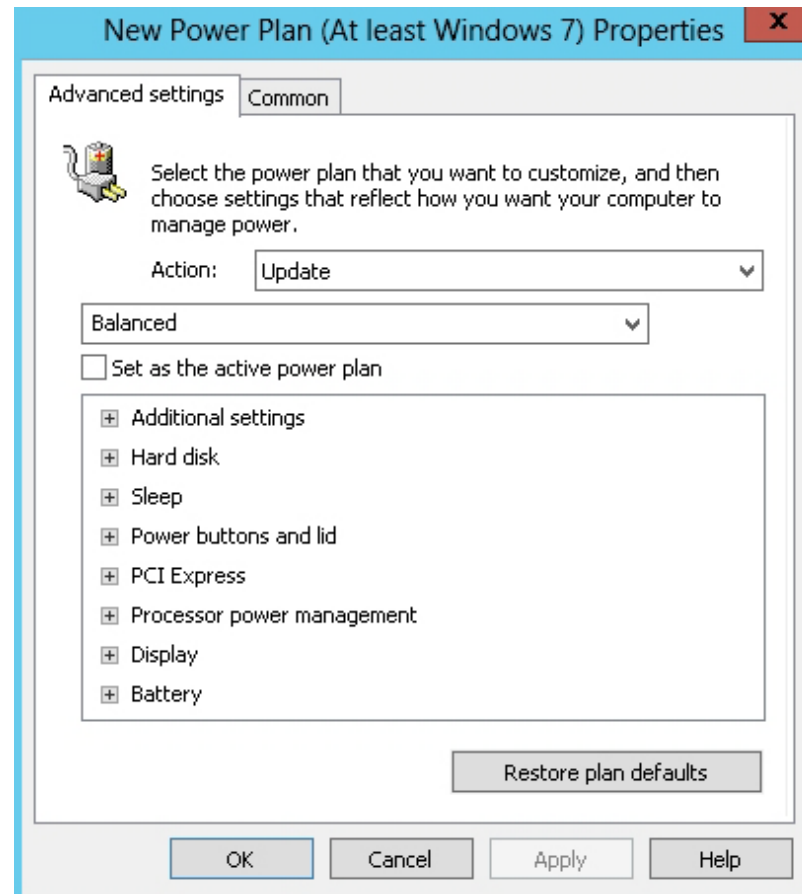 New Power Plan (At least Windows 7) Properties
x
Advanced settings
Common
Select the power plan that you want to customize, and then
choose settings that reflect how you want your computer to
manage power.
Action:
Update
Balanced
Set as the active power plan
Additional settings
Hard disk
Sleep
Power buttons and lid
PCI Express
Processor power management
Display
Battery
Restore plan defaults
OK
Cancel
Apply
Help